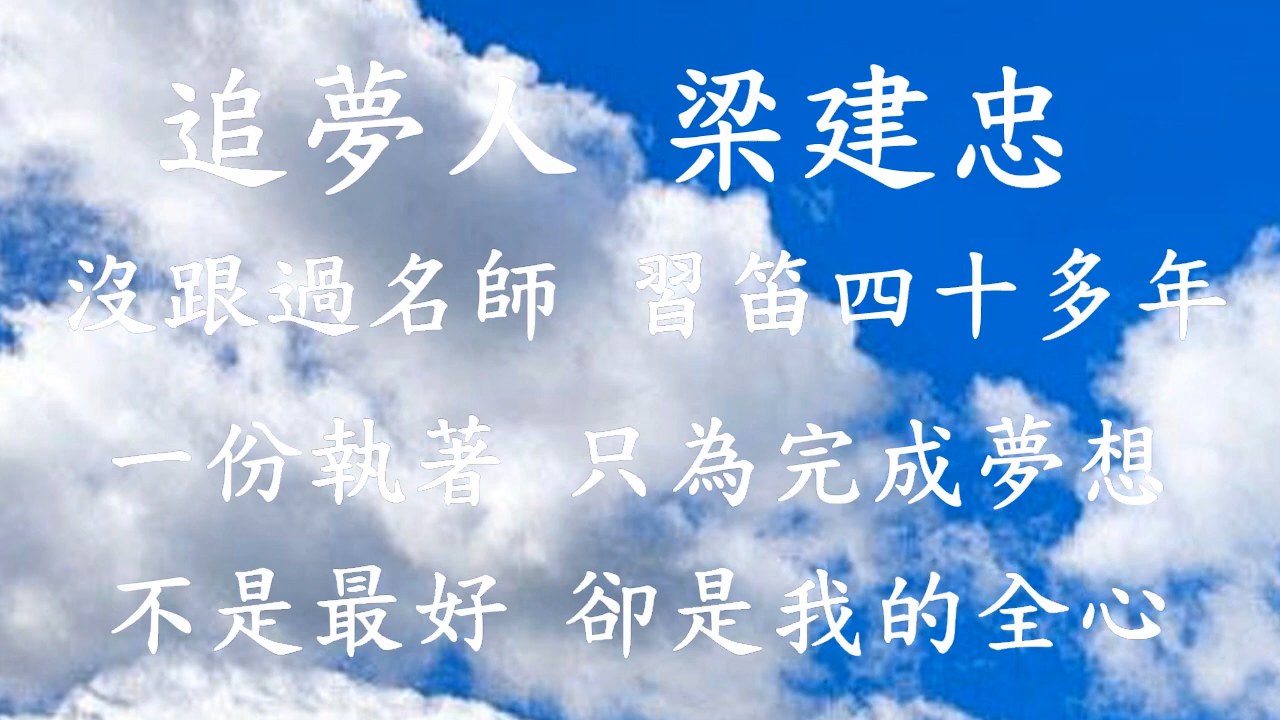 追夢人 梁建忠
沒跟過名師 習笛四十多年
一份執著 只為完成夢想
不是最好 卻是我的全心